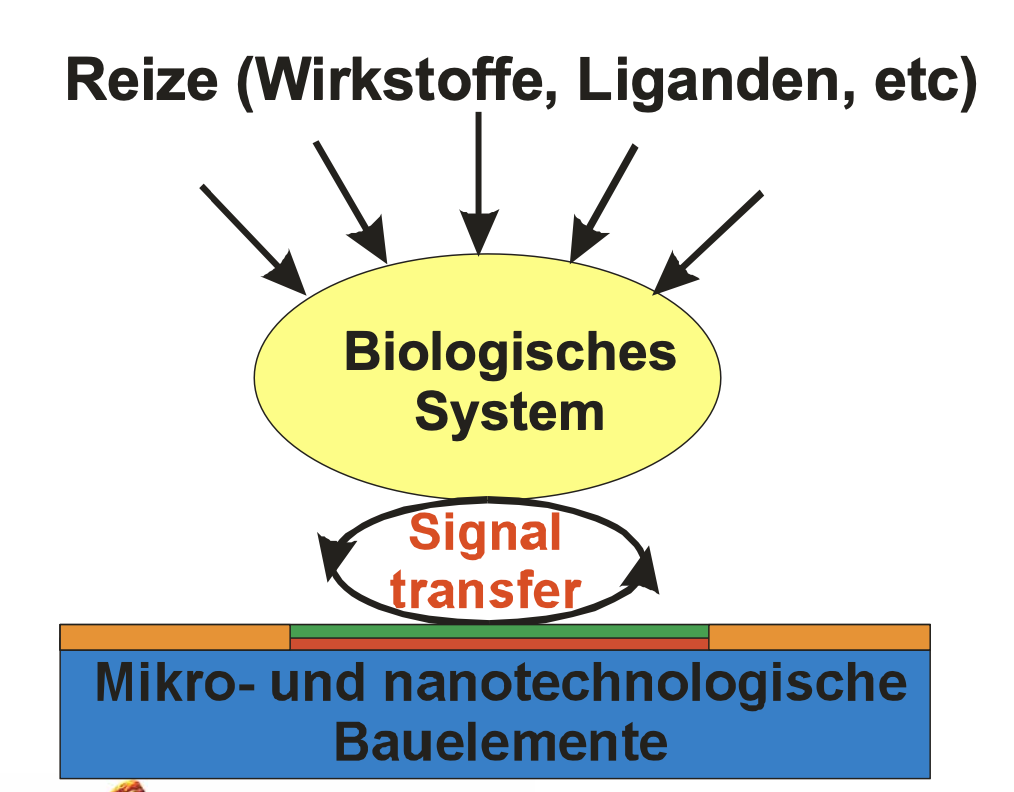 Reize (Wirkstoffe, Liganden, etc)
Biologisches
System
Signal
transfer
Mikro- und nanotechnologische
Bauelemente